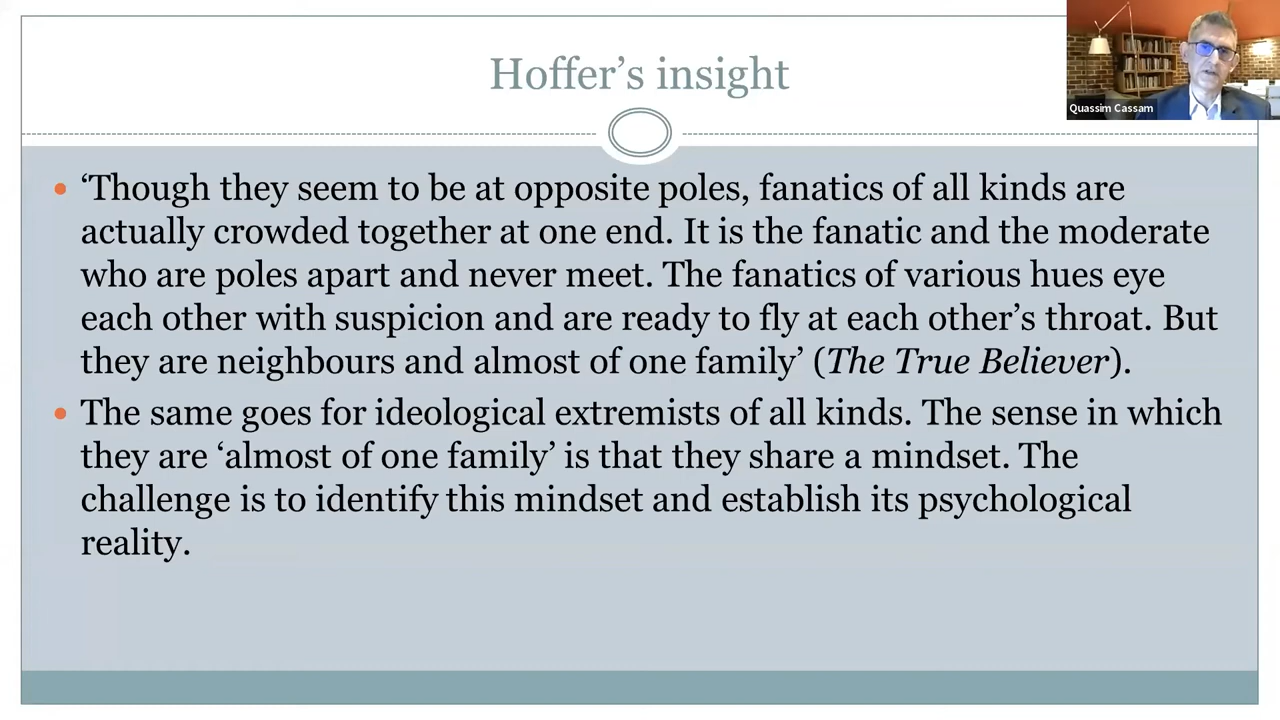 Hoffer's insight
Quassim Cassam
• ‘Though they seem to be at opposite poles, fanatics of all kinds are
actually crowded together at one end. It is the fanatic and the moderate
who are poles apart and never meet. The fanatics of various hues eye
each other with suspicion and are ready to fly at each other’s throat. But
they are neighbours and almost of one family’ (The True Believer).
• The same goes for ideological extremists of all kinds. The sense in which
they are ‘almost of one family’ is that they share a mindset. The
challenge is to identify this mindset and establish its psychological
reality.